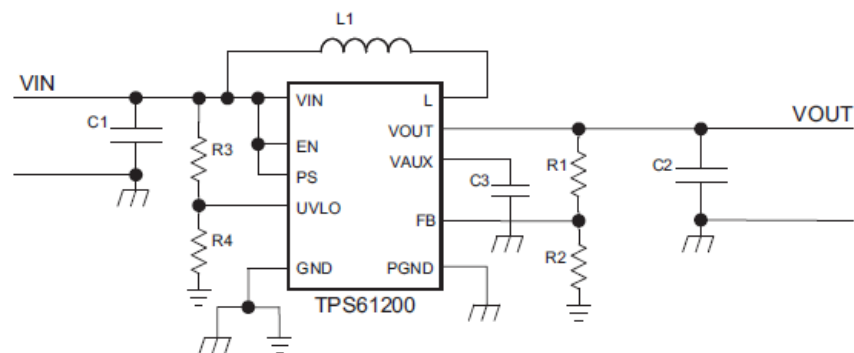 L1
VIN
VIN
L
VOUT
C1
VOUT
R3
EN
VAUX
R1
C2
PS
C3
UVLO
FB
R4
R2
GND
PGND
TPS61200